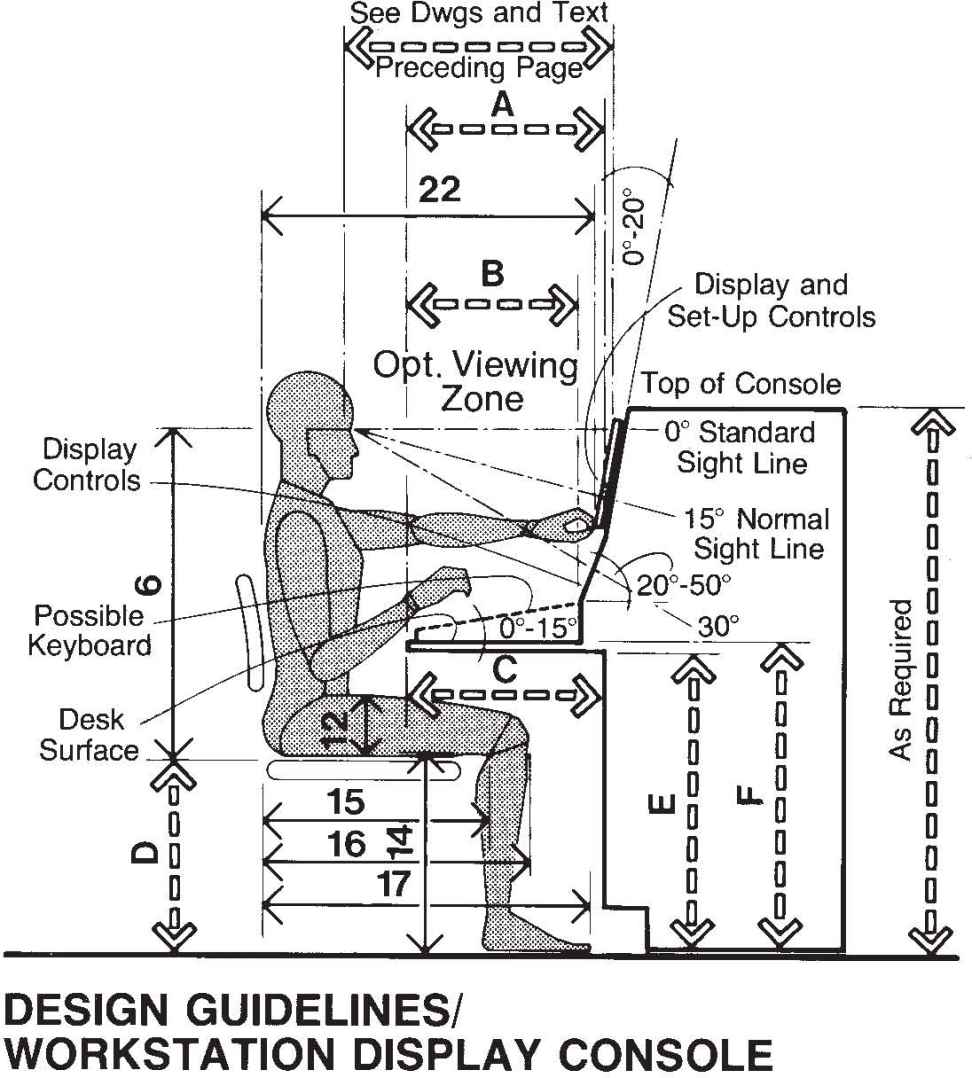 See Dwgs and Text
Preceding Page
A
22
0°-20°
B
Display and
Set-Up Controls
Opt. Viewing
Zone
Top of Console
0° Standard
Sight Line
Display
Controls
15° Normal
Sight Line
6
20°-50°
Possible
Keyboard
0°-15°
30°
As Required
C
Desk
Surface
12
D
15
16
14
17
E
F
DESIGN GUIDELINES/
WORKSTATION DISPLAY CONSOLE